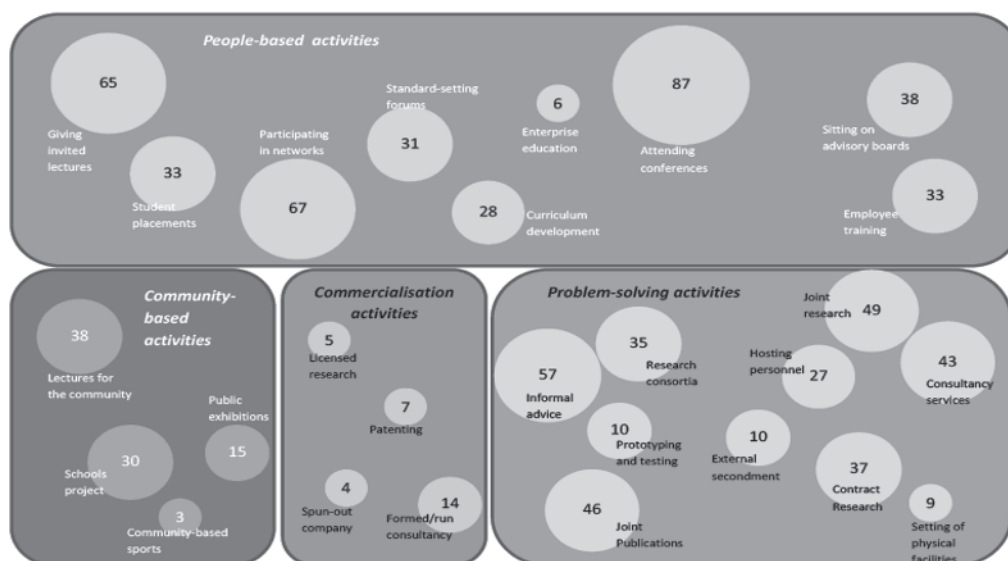 People-based activities
65
Giving
invited
lectures
33
Student
placements
Participating
in networks
67
Standard-setting
forums
31
28
Curriculum
development
6
Enterprise
education
87
Attending
conferences
38
Sitting on
advisory boards
33
Employee
training
Community-
based
activities
38
Lectures for
the community
Public
exhibitions
15
30
Schools
project
3
Community-based
sports
Commercialisation
activities
5
Licensed
research
7
Patenting
4
Spun-out
company
14
Formed/run
consultancy
Problem-solving activities
57
Informal
advice
35
Research
consortia
10
Prototyping
and testing
46
Joint
Publications
Joint
research
49
Hosting
personnel
27
43
Consultancy
services
10
External
secondment
37
Contract
Research
9
Setting of
physical
facilities